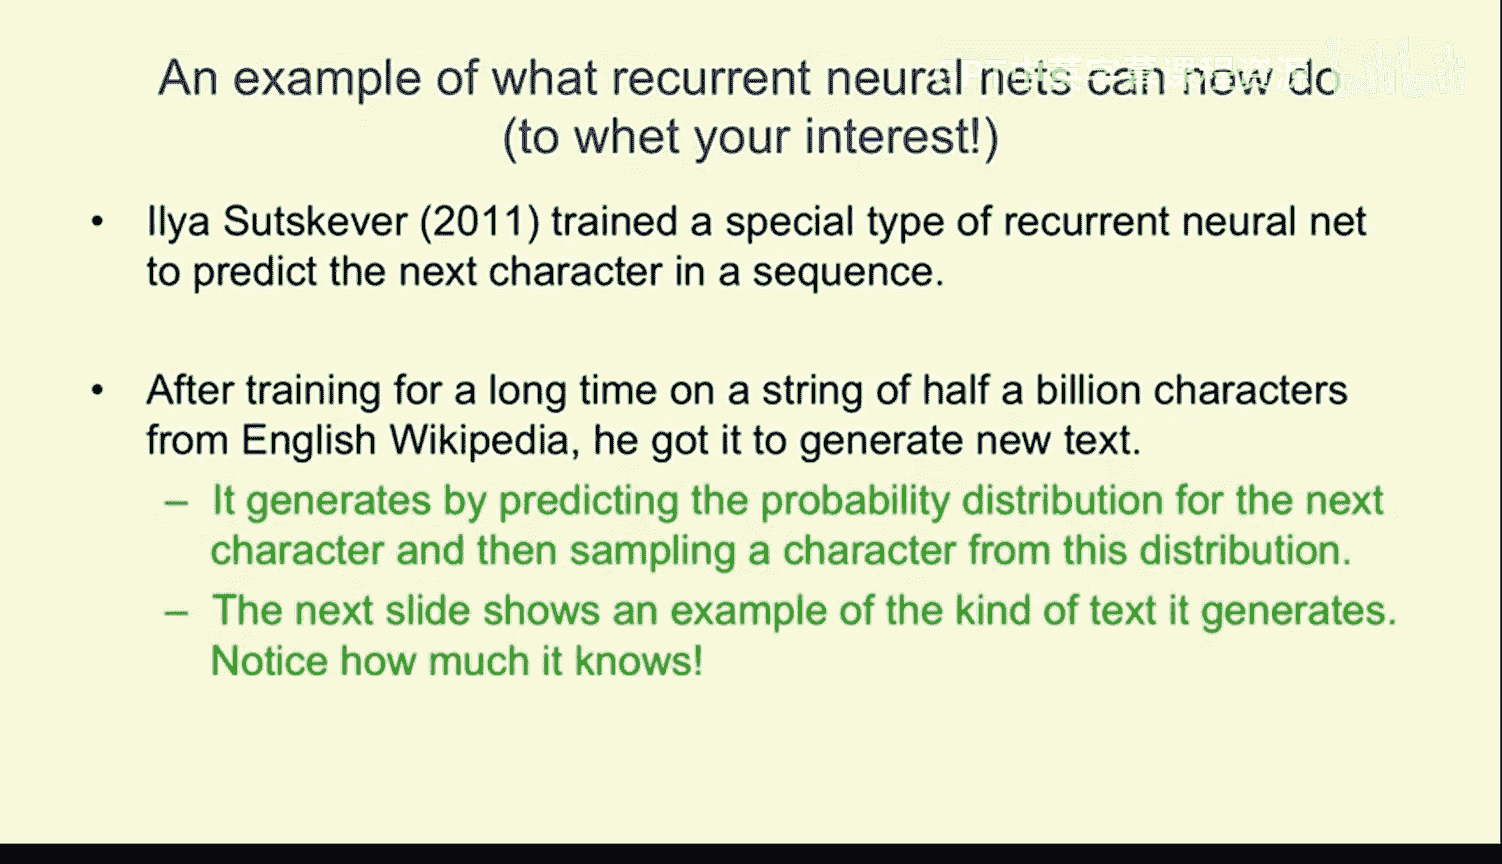 An example of what recurrent neural nets can now do
(to whet your interest!)
• Ilya Sutskever (2011) trained a special type of recurrent neural net
to predict the next character in a sequence.
• After training for a long time on a string of half a billion characters
from English Wikipedia, he got it to generate new text.
– It generates by predicting the probability distribution for the next
character and then sampling a character from this distribution.
– The next slide shows an example of the kind of text it generates.
Notice how much it knows!